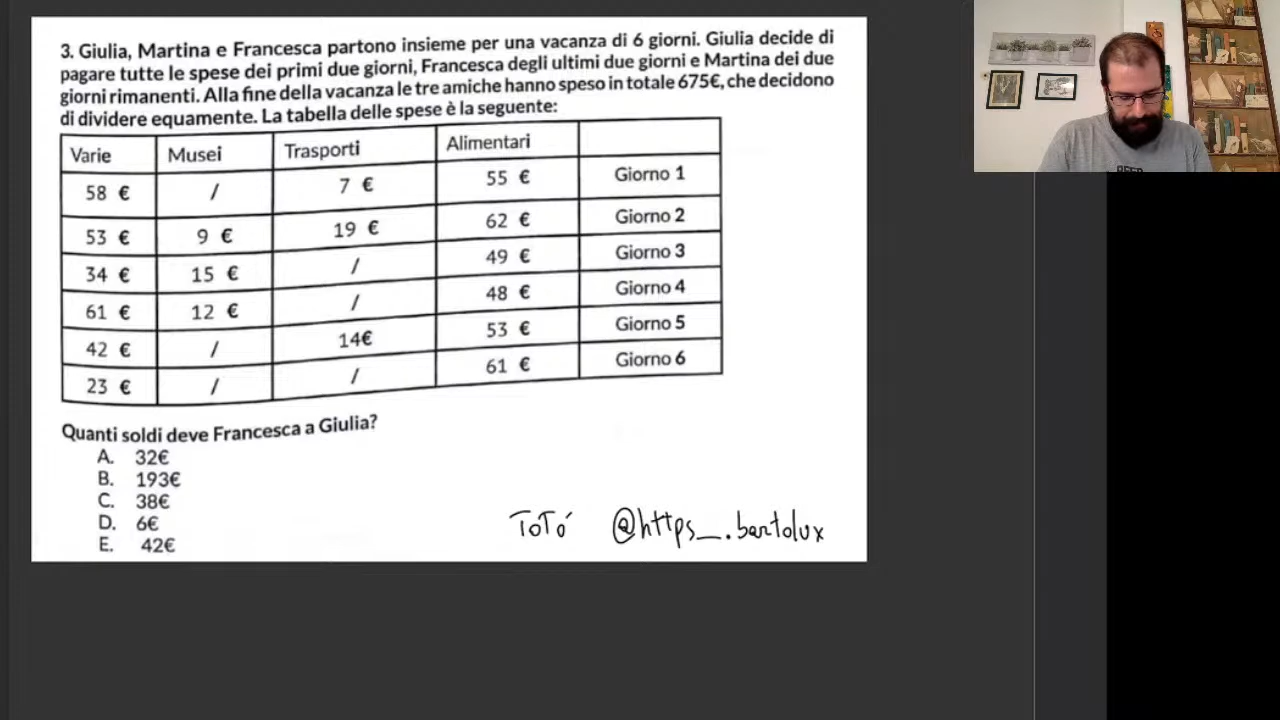 3. Giulia, Martina e Francesca partono insieme per una vacanza di 6 giorni. Giulia decide di
pagare tutte le spese dei primi due giorni, Francesca degli ultimi due giorni e Martina dei due
giorni rimanenti. Alla fine della vacanza le tre amiche hanno speso in totale 675€, che decidono
di dividere equamente. La tabella delle spese è la seguente:
Varie Musei Trasporti Alimentari
58 € / 7 € 55 € Giorno 1
53 € 9 € 19 € 62 € Giorno 2
34 € 15 € / 49 € Giorno 3
61 € 12 € / 48 € Giorno 4
42 € / 14€ 53 € Giorno 5
23 € / / 61 € Giorno 6
Quanti soldi deve Francesca a Giulia?
A. 32€
B. 193€
C. 38€
D. 6€
E. 42€
TOTÓ @https_.bartolux